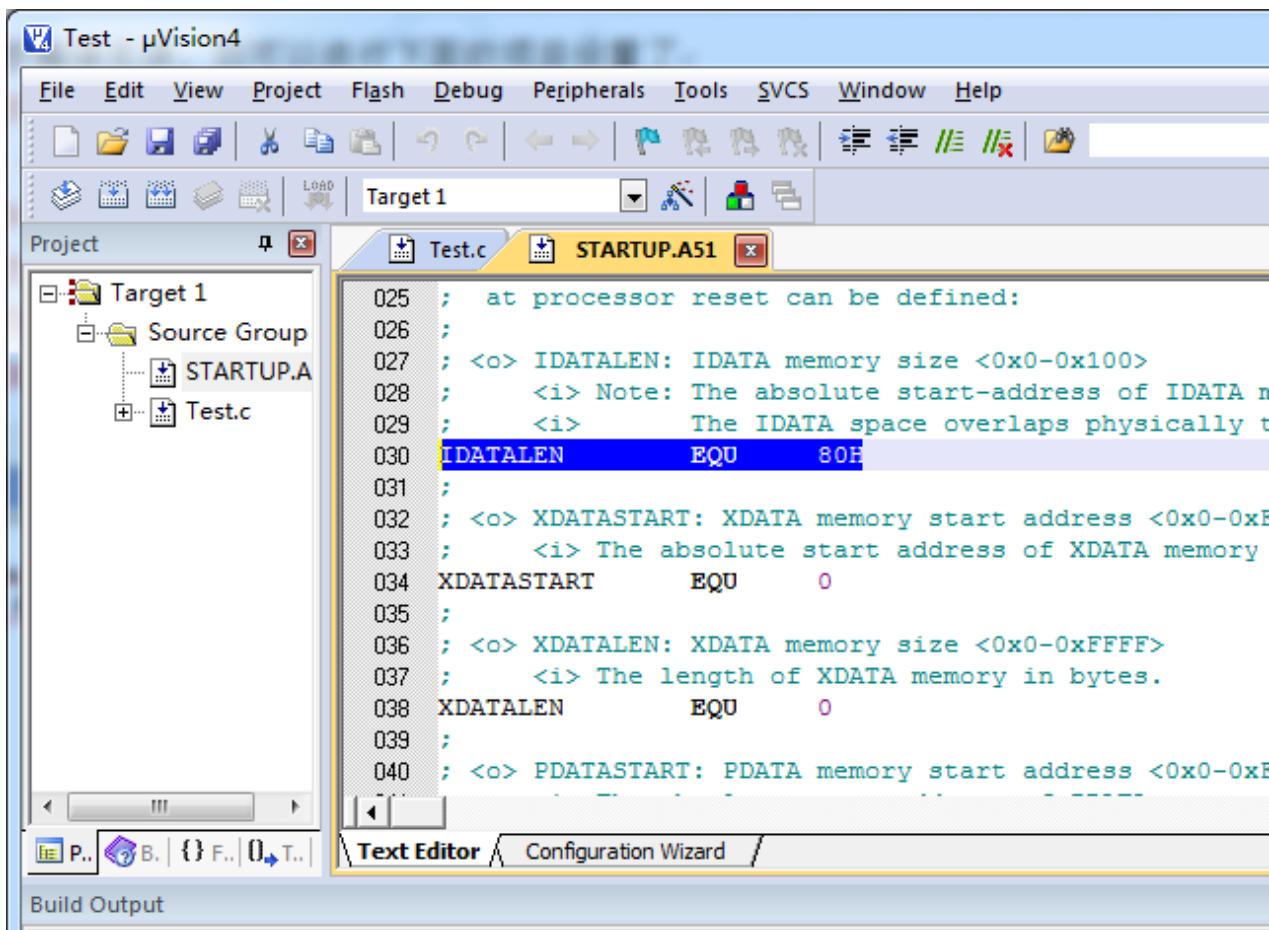 Test - µVision4
File Edit View Project Flash Debug Peripherals Tools SVCS Window Help
LOAD
Target 1
Project
Test.c STARTUP.A51
Target 1
Source Group
STARTUP.A
Test.c
025 ;  at processor reset can be defined:
026 ;
027 ; <o> IDATALEN: IDATA memory size <0x0-0x100>
028 ;     <i> Note: The absolute start-address of IDATA
029 ;     <i>       The IDATA space overlaps physically
030 IDATALEN        EQU     80H
031 ;
032 ; <o> XDATASTART: XDATA memory start address <0x0-0x
033 ;     <i> The absolute start address of XDATA memory
034 XDATASTART      EQU     0
035 ;
036 ; <o> XDATALEN: XDATA memory size <0x0-0xFFFF>
037 ;     <i> The length of XDATA memory in bytes.
038 XDATALEN        EQU     0
039 ;
040 ; <o> PDATASTART: PDATA memory start address <0x0-0x
P.. B. {} F.. T..
Text Editor Configuration Wizard
Build Output